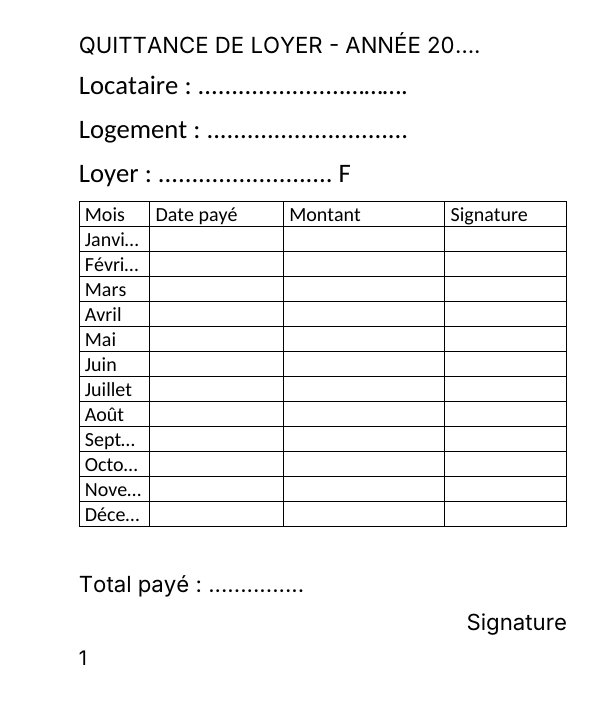 QUITTANCE DE LOYER - ANNÉE 20....
Locataire : ...............................
Logement : ..............................
Loyer : .......................... F
Mois Date payé Montant Signature
Janvi...
Févri...
Mars
Avril
Mai
Juin
Juillet
Août
Sept...
Octo...
Nove...
Déce...
Total payé : ...............
Signature
1